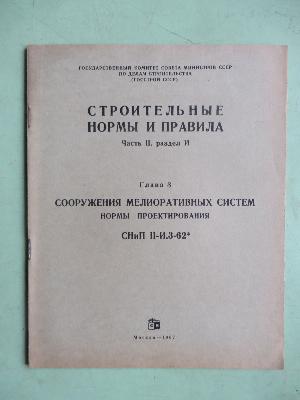 ГОСУДАРСТВЕННЫЙ КОМИТЕТ СОВЕТА МИНИСТРОВ СССР
ПО ДЕЛАМ СТРОИТЕЛЬСТВА
(ГОССТРОЙ СССР)
СТРОИТЕЛЬНЫЕ
НОРМЫ И ПРАВИЛА
Часть II, раздел И
Глава 3
СООРУЖЕНИЯ МЕЛИОРАТИВНЫХ СИСТЕМ
НОРМЫ ПРОЕКТИРОВАНИЯ
СНиП II-И.3-62*
Москва—1967